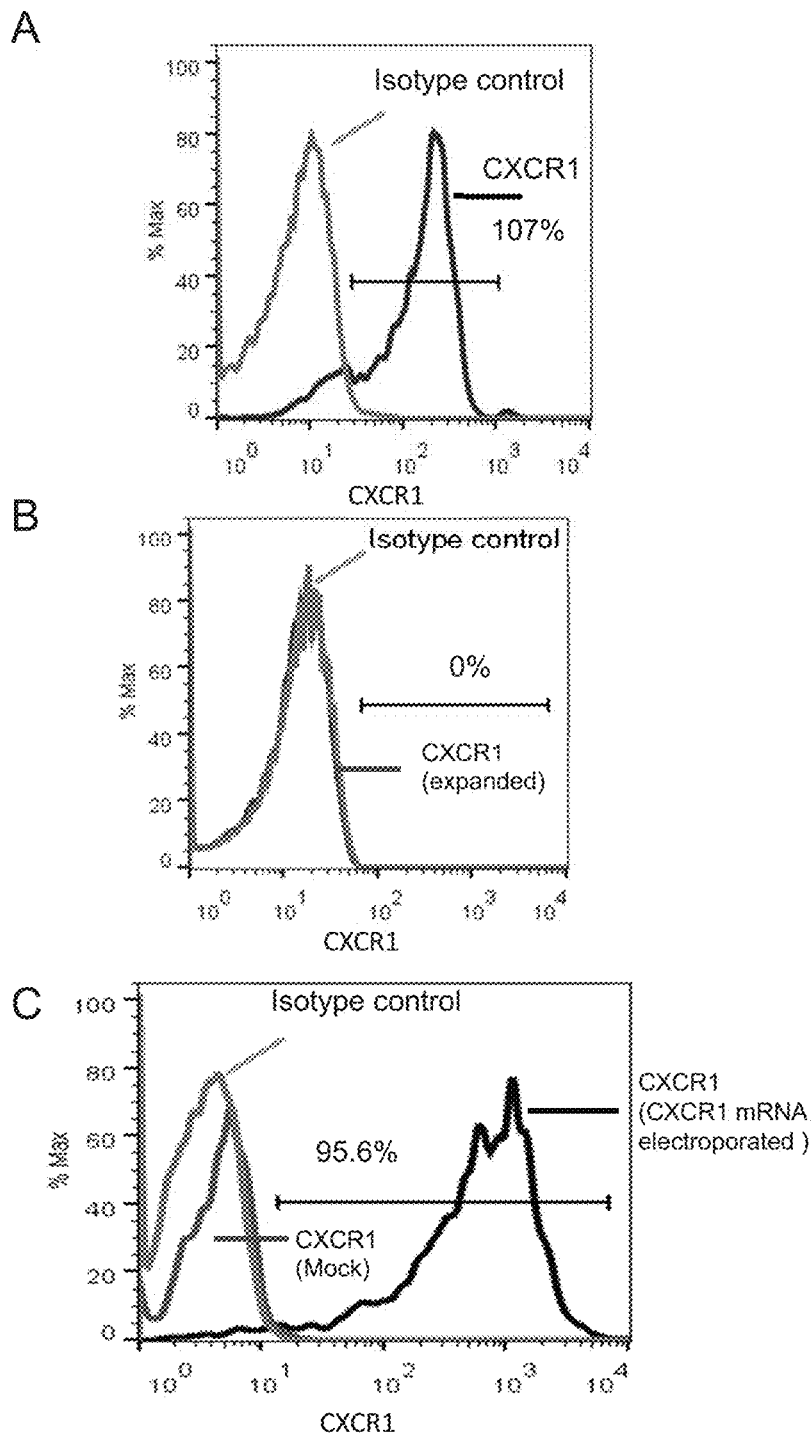 A
100
80
60
40
20
0
% Max
Isotype control
CXCR1
107%
10^0 10^1 10^2 10^3 10^4
CXCR1
B
100
80
60
40
20
0
% Max
Isotype control
0%
CXCR1
(expanded)
10^0 10^1 10^2 10^3 10^4
CXCR1
C
100
80
60
40
20
0
% Max
Isotype control
95.6%
CXCR1
(Mock)
CXCR1
(CXCR1 mRNA
electroporated )
10^0 10^1 10^2 10^3 10^4
CXCR1